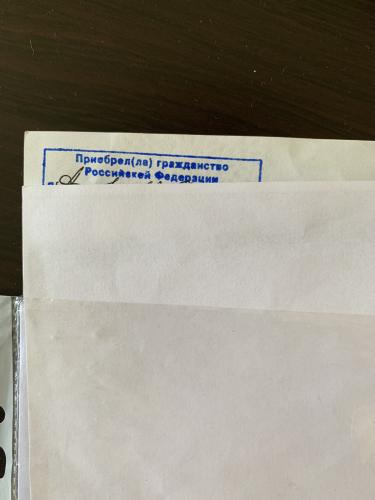 Приобрел(ла) гражданство
Российской Федерации